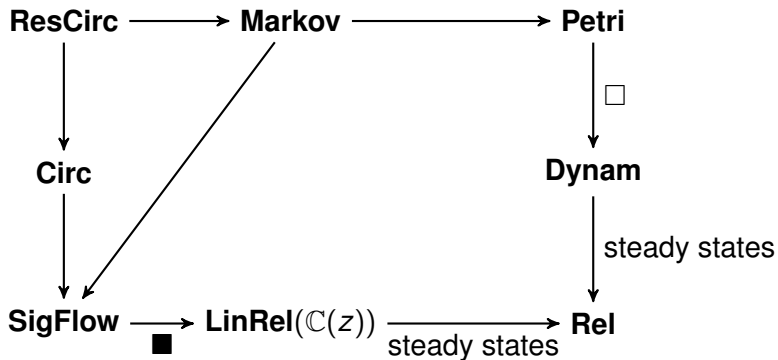 ResCirc Markov Petri
□
Circ Dynam
steady states
SigFlow LinRel(ℂ(z)) Rel
■ steady states